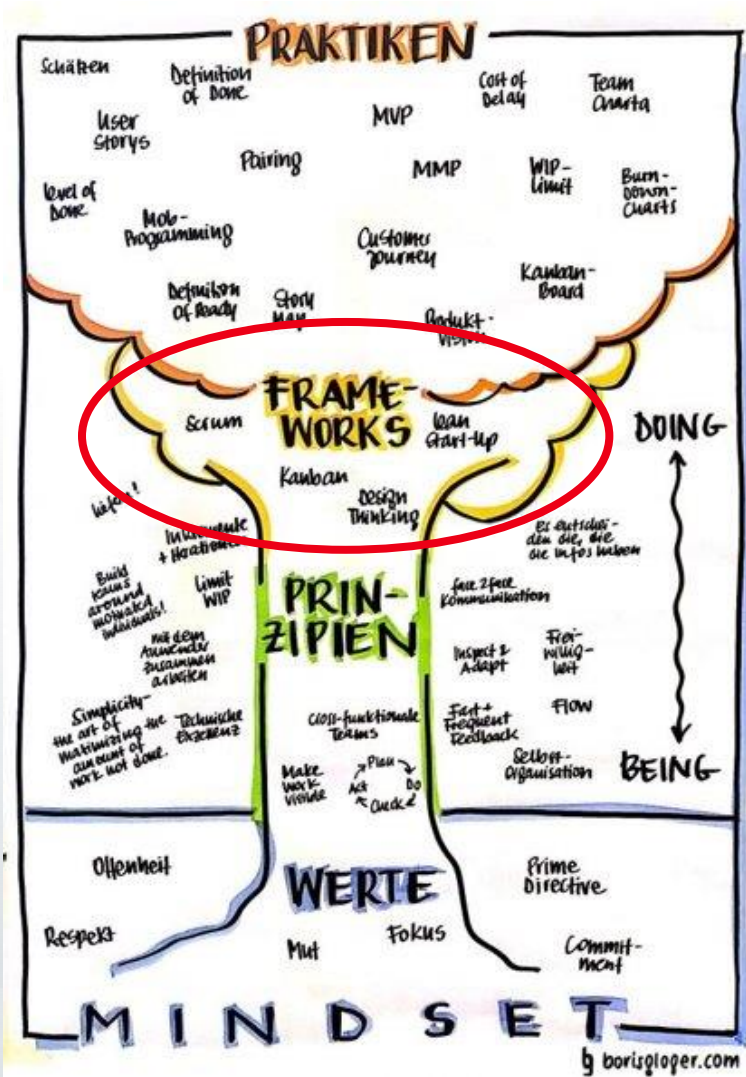 PRAKTIKEN
Schätzen
Definition
of Done
Cost of
Delay
Team
Charta
User
Storys
MVP
Pairing
MMP
WIP-
Limit
Burn-
Down-
Charts
Level of
Done
Mob-
Programming
Customer
Journey
Kanban-
Board
Definition
of Ready
Story
Map
Produkt-
vision
FRAME-
WORKS
Scrum
Lean
Start-Up
Kanban
Design
Thinking
DOING
liefern!
Inkremente
+ Iterationen
Es entschei-
den die, die
die Infos haben
Build
teams
around
motivated
individuals!
Limit
WIP
PRIN-
ZIPIEN
face 2 face
Kommunikation
mit dem
Anwender
zusammen
arbeiten
Inspect &
Adapt
Frei-
willig-
keit
Simplicity-
the art of
maximizing the
amount of
work not done.
Technische
Exzellenz
Cross-funktionale
Teams
Fast +
Frequent
Feedback
Flow
Selbst-
Organisation
Make
work
visible
Plan
Do
Check
Act
BEING
Offenheit
WERTE
Prime
Directive
Respekt
Mut
Fokus
Commit-
ment
MINDSET
borisgloger.com